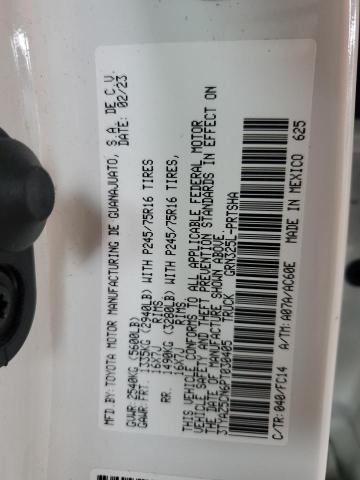 MFD.BY:TOYOTA MOTOR MANUFACTURING DE GUANAJUATO, S.A. DE C.V.
DATE: 02/23
GVWR:2540KG (5600LB)
GAWR:FRT. 1335KG (2940LB) WITH P245/75R16 TIRES
16X7J RIMS,
RR. 1490KG (3280LB) WITH P245/75R16 TIRES,
16X7J RIMS.
THIS VEHICLE CONFORMS TO ALL APPLICABLE FEDERAL MOTOR
VEHICLE SAFETY AND THEFT PREVENTION STANDARDS IN EFFECT ON
THE DATE OF MANUFACTURE SHOWN ABOVE.
3TYAZ5CN6PT030405 TRUCK GRN325L-PRTSHA
C/TR:040/FC14 A/TM:A07A/AC60E MADE IN MEXICO 625